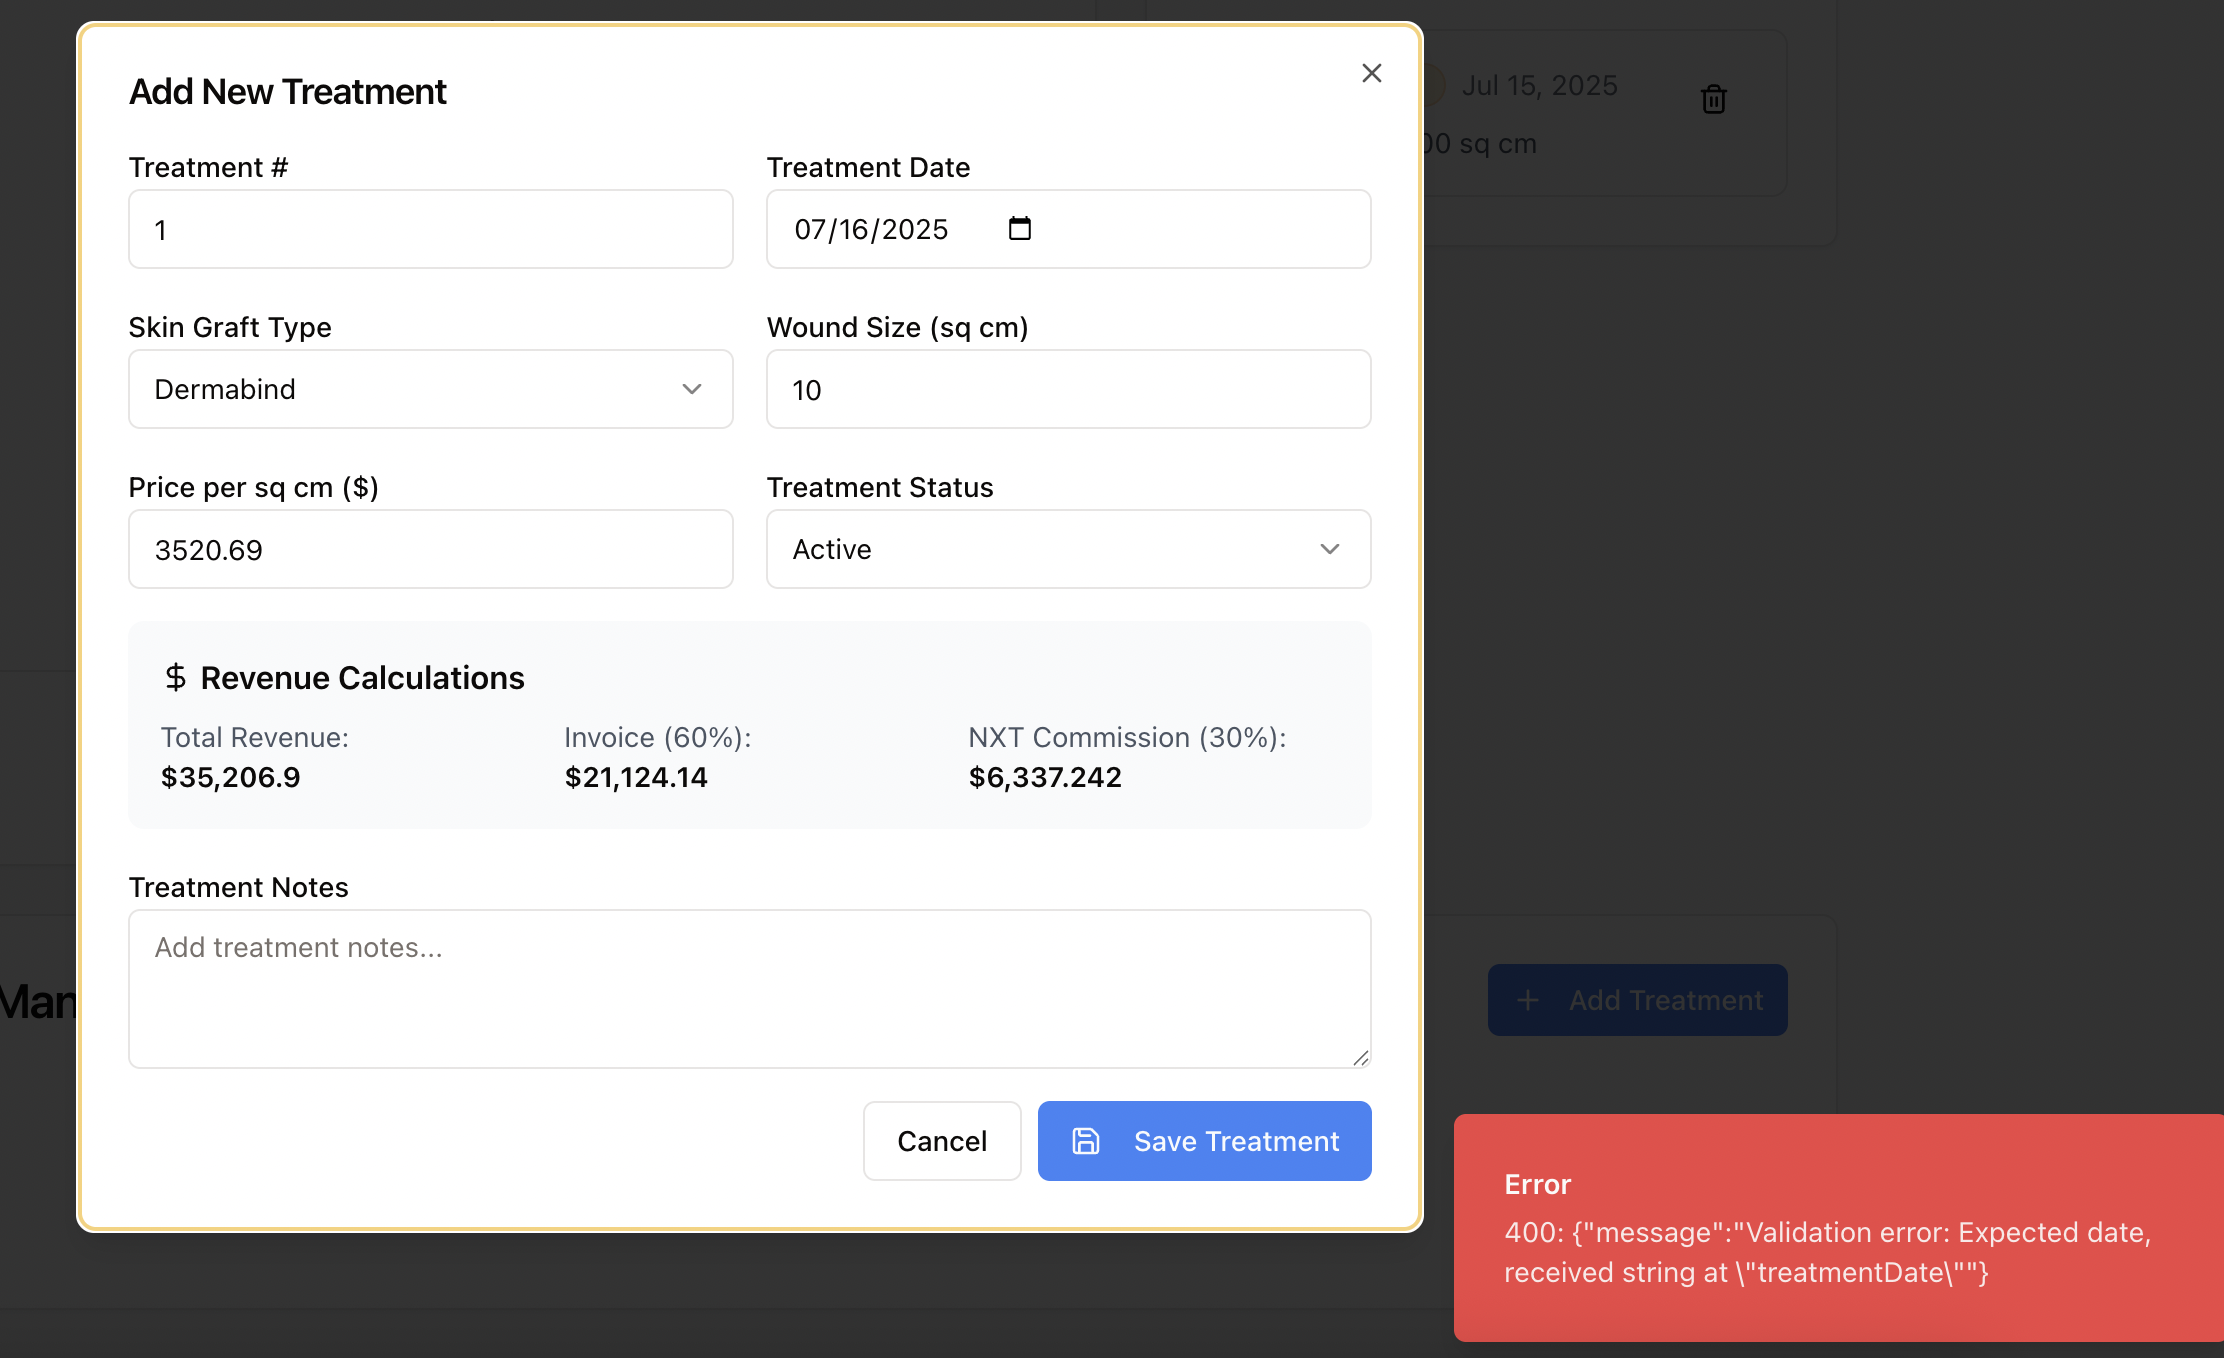 Add New Treatment
Jul 15, 2025
00 sq cm
Treatment #
Treatment Date
1
07/16/2025
Skin Graft Type
Wound Size (sq cm)
Dermabind
10
Price per sq cm ($)
Treatment Status
3520.69
Active
$ Revenue Calculations
Total Revenue:
Invoice (60%):
NXT Commission (30%):
$35,206.9
$21,124.14
$6,337.242
Treatment Notes
Add treatment notes...
Man
+ Add Treatment
Cancel
Save Treatment
Error
400: {"message":"Validation error: Expected date,
received string at \"treatmentDate\""}